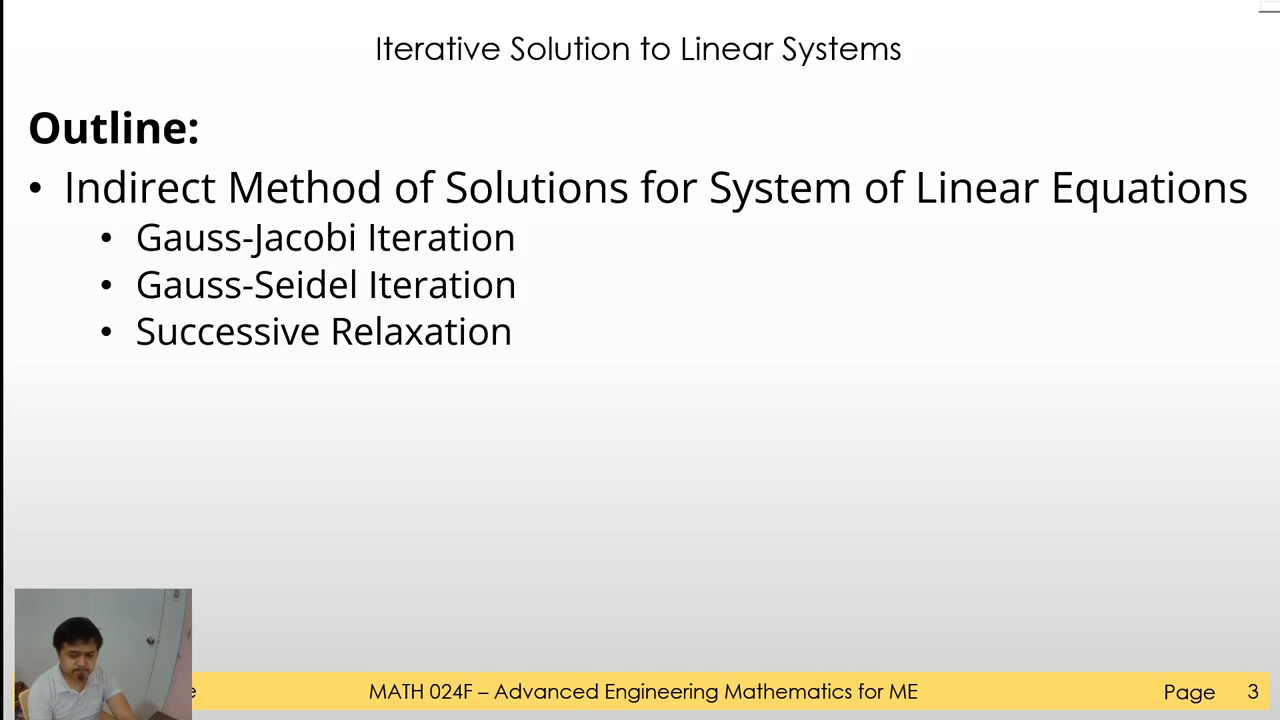 Iterative Solution to Linear Systems
Outline:
• Indirect Method of Solutions for System of Linear Equations
• Gauss-Jacobi Iteration
• Gauss-Seidel Iteration
• Successive Relaxation
MATH 024F – Advanced Engineering Mathematics for ME
Page 3